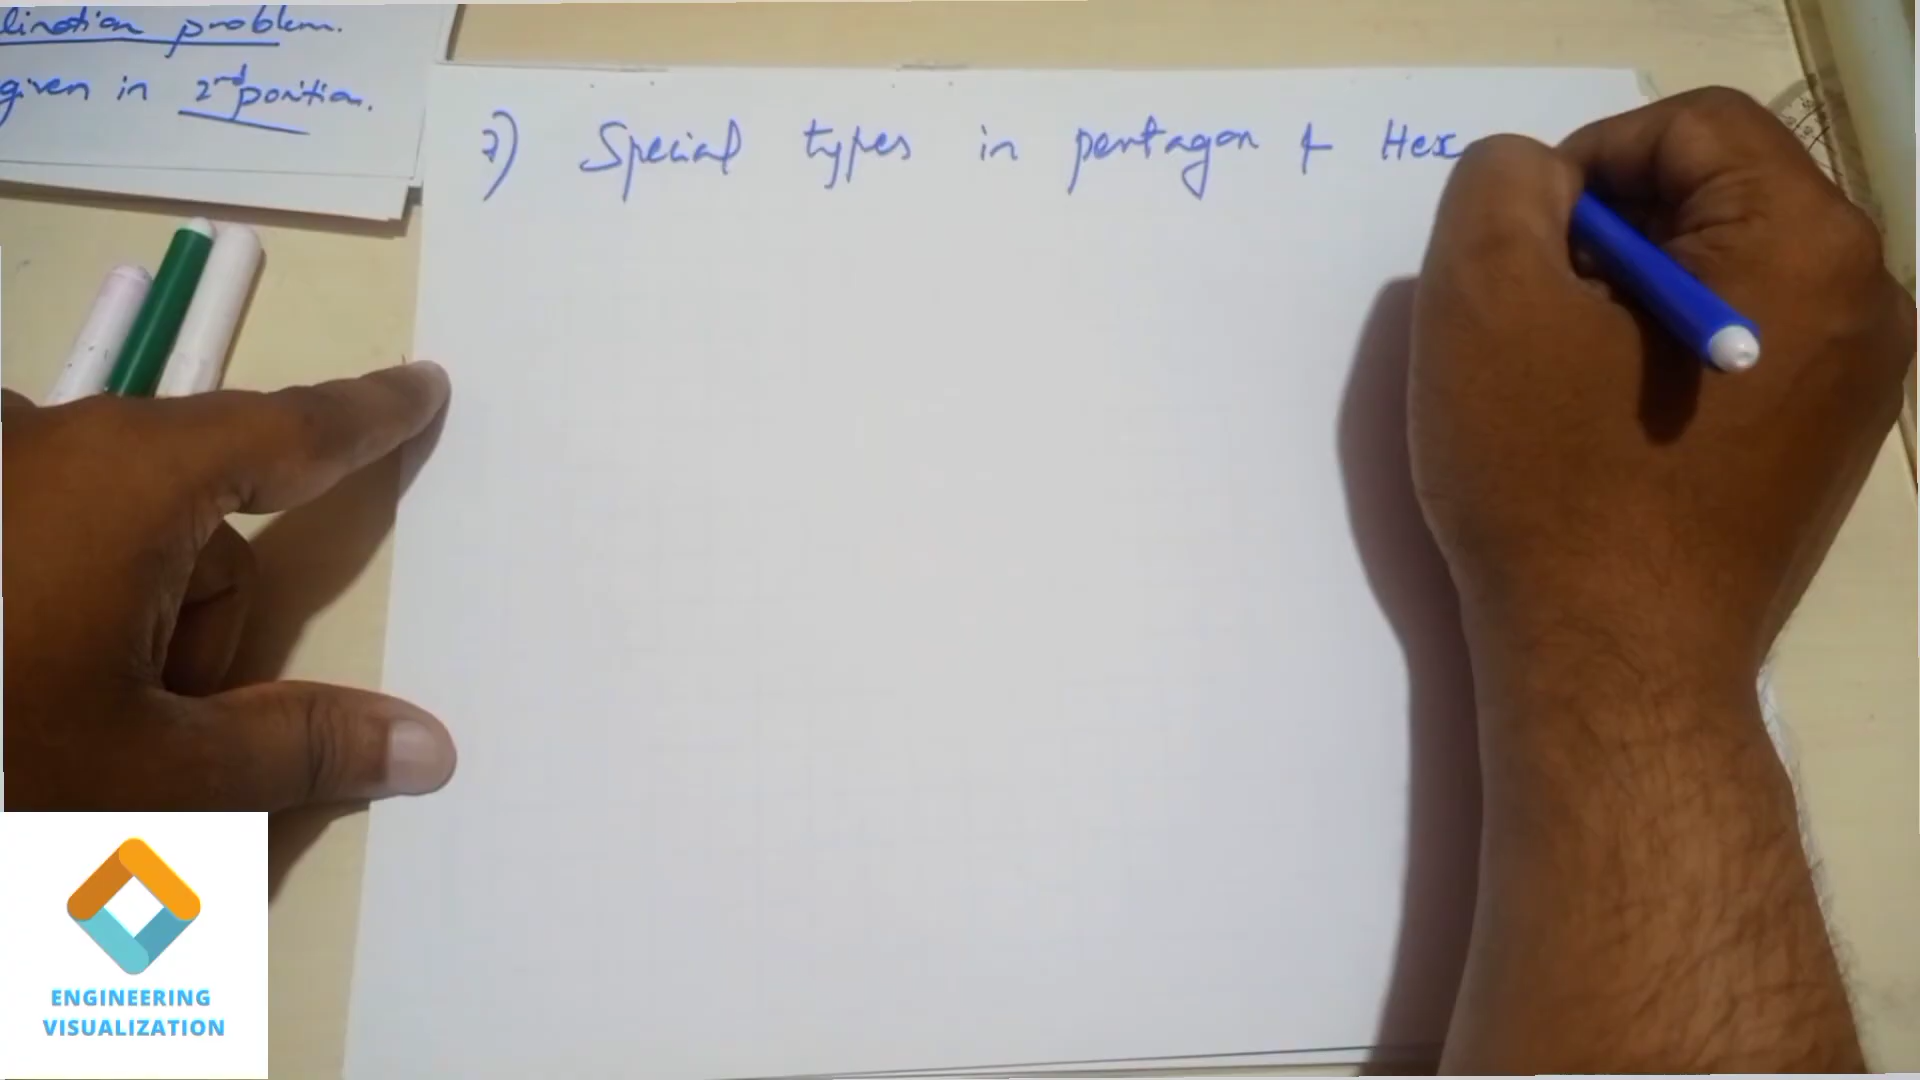 lination problem.
given in 2nd position.
7) Special types in pentagon & Hex
ENGINEERING
VISUALIZATION